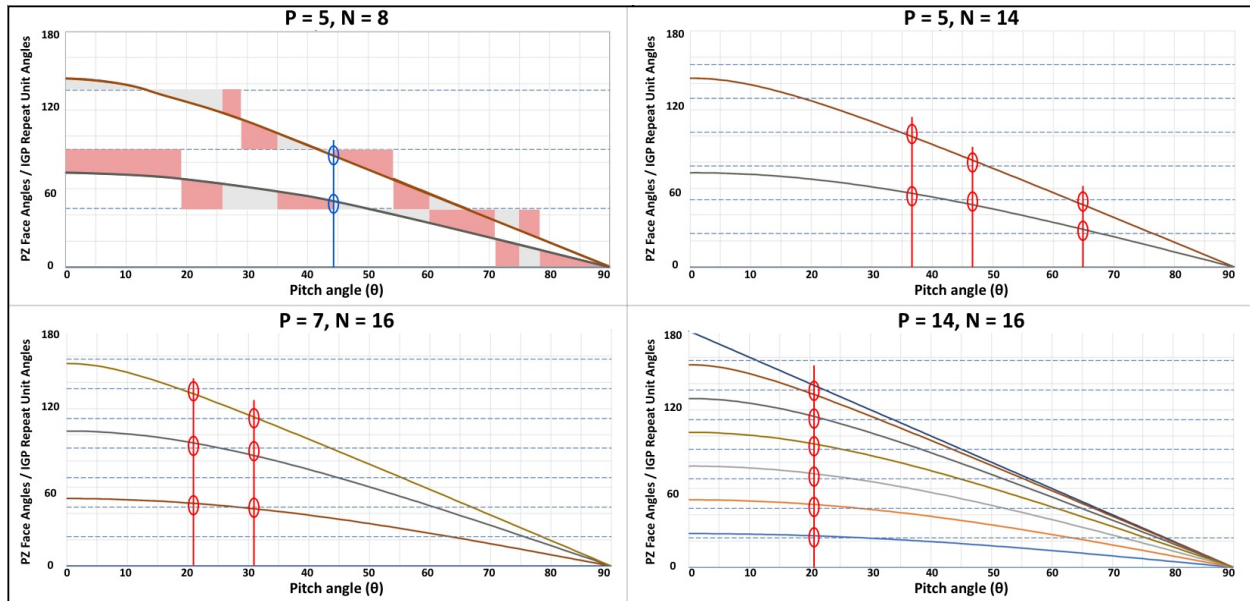 P = 5, N = 8
180
120
60
0
PZ Face Angles / IGP Repeat Unit Angles
0 10 20 30 40 50 60 70 80 90
Pitch angle (θ)
P = 5, N = 14
180
120
60
0
PZ Face Angles / IGP Repeat Unit Angles
0 10 20 30 40 50 60 70 80 90
Pitch angle (θ)
P = 7, N = 16
180
120
60
0
PZ Face Angles / IGP Repeat Unit Angles
0 10 20 30 40 50 60 70 80 90
Pitch angle (θ)
P = 14, N = 16
180
120
60
0
PZ Face Angles / IGP Repeat Unit Angles
0 10 20 30 40 50 60 70 80 90
Pitch angle (θ)